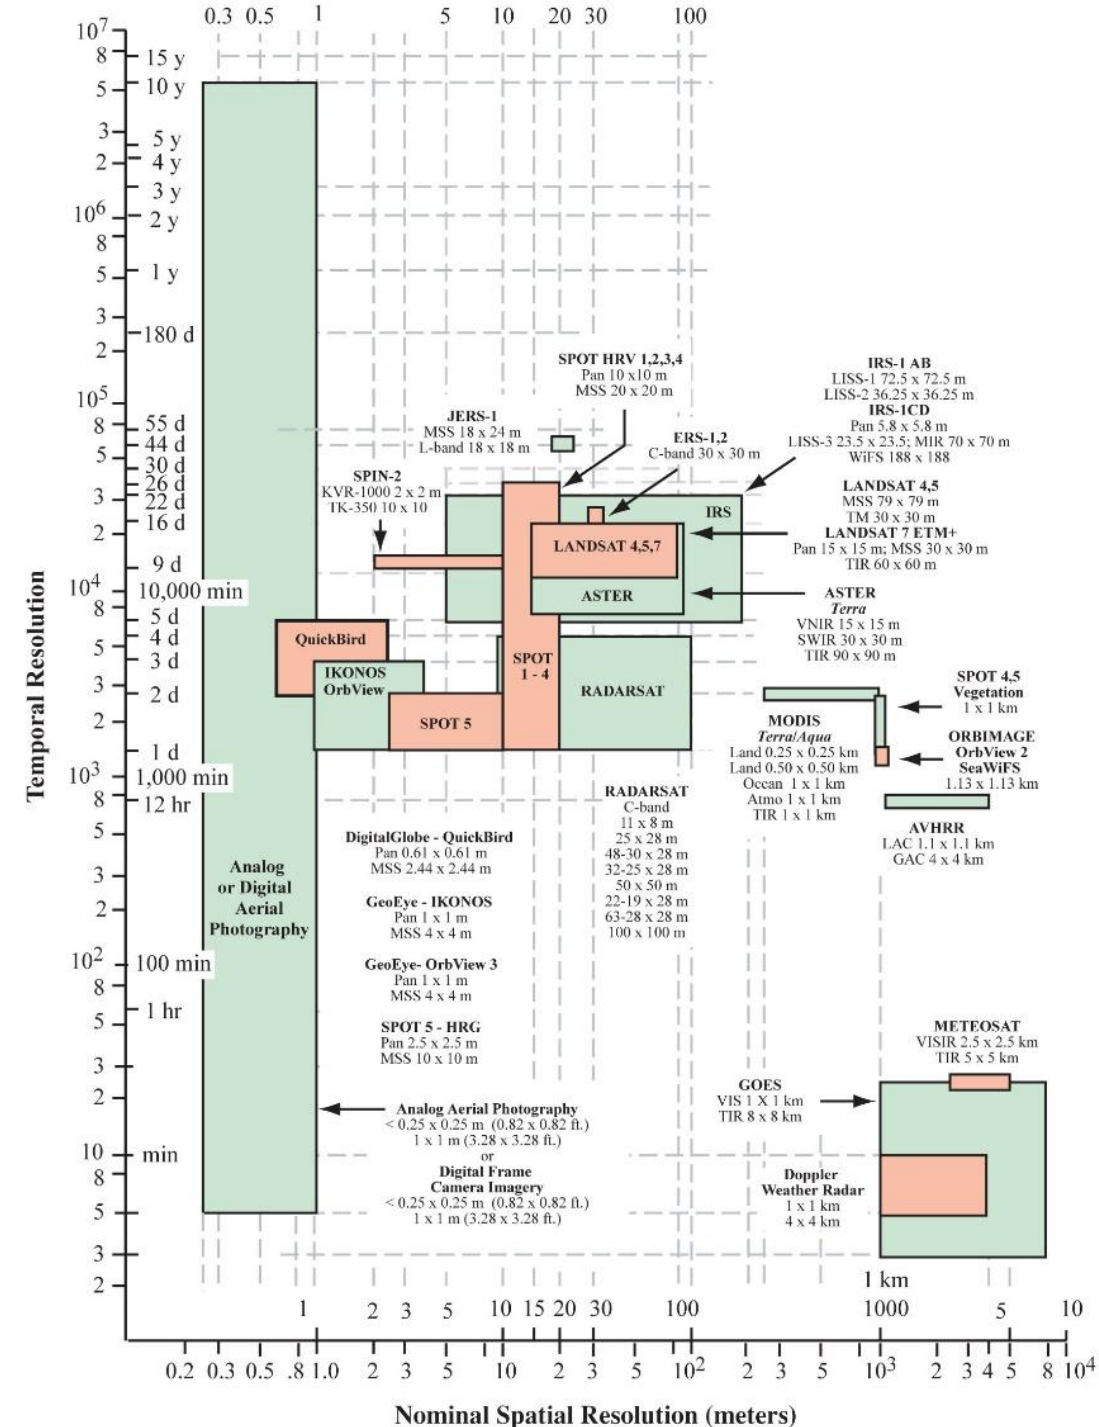 0.3 0.5 1 5 10 20 30 100
10⁷
8
15 y
5
10 y
3
5 y
2
4 y
3 y
10⁶
2 y
8
5
1 y
3
180 d
2
10⁵
8
55 d
44 d
5
30 d
26 d
3
22 d
16 d
2
9 d
10⁴
10,000 min
8
5 d
5
4 d
3 d
3
2 d
2
1 d
10³
1,000 min
8
12 hr
5
3
2
10²
100 min
8
1 hr
5
3
2
10
min
8
5
3
2
Temporal Resolution
SPOT HRV 1,2,3,4
Pan 10 x10 m
MSS 20 x 20 m
IRS-1 AB
LISS-1 72.5 x 72.5 m
LISS-2 36.25 x 36.25 m
IRS-1CD
Pan 5.8 x 5.8 m
LISS-3 23.5 x 23.5; MIR 70 x 70 m
WiFS 188 x 188
JERS-1
MSS 18 x 24 m
L-band 18 x 18 m
ERS-1,2
C-band 30 x 30 m
SPIN-2
KVR-1000 2 x 2 m
TK-350 10 x 10
LANDSAT 4,5
MSS 79 x 79 m
TM 30 x 30 m
LANDSAT 7 ETM+
Pan 15 x 15 m; MSS 30 x 30 m
TIR 60 x 60 m
IRS
LANDSAT 4,5,7
ASTER
ASTER
Terra
VNIR 15 x 15 m
SWIR 30 x 30 m
TIR 90 x 90 m
QuickBird
IKONOS
OrbView
SPOT 5
SPOT
1 - 4
RADARSAT
SPOT 4,5
Vegetation
1 x 1 km
MODIS
Terra/Aqua
Land 0.25 x 0.25 km
Land 0.50 x 0.50 km
Ocean 1 x 1 km
Atmo 1 x 1 km
TIR 1 x 1 km
ORBIMAGE
OrbView 2
SeaWiFS
1.13 x 1.13 km
AVHRR
LAC 1.1 x 1.1 km
GAC 4 x 4 km
RADARSAT
C-band
11 x 8 m
25 x 28 m
48-30 x 28 m
32-25 x 28 m
50 x 50 m
22-19 x 28 m
63-28 x 28 m
100 x 100 m
Analog
or Digital
Aerial
Photography
DigitalGlobe - QuickBird
Pan 0.61 x 0.61 m
MSS 2.44 x 2.44 m
GeoEye - IKONOS
Pan 1 x 1 m
MSS 4 x 4 m
GeoEye- OrbView 3
Pan 1 x 1 m
MSS 4 x 4 m
SPOT 5 - HRG
Pan 2.5 x 2.5 m
MSS 10 x 10 m
METEOSAT
VISIR 2.5 x 2.5 km
TIR 5 x 5 km
GOES
VIS 1 X 1 km
TIR 8 x 8 km
Analog Aerial Photography
< 0.25 x 0.25 m (0.82 x 0.82 ft.)
1 x 1 m (3.28 x 3.28 ft.)
or
Digital Frame
Camera Imagery
< 0.25 x 0.25 m (0.82 x 0.82 ft.)
1 x 1 m (3.28 x 3.28 ft.)
Doppler
Weather Radar
1 x 1 km
4 x 4 km
1 km
1 2 3 5 10 15 20 30 100 1000 5 10
0.2 0.3 0.5 .8 1.0 2 3 5 10 2 3 5 10² 2 3 5 10³ 2 3 4 5 8 10⁴
Nominal Spatial Resolution (meters)